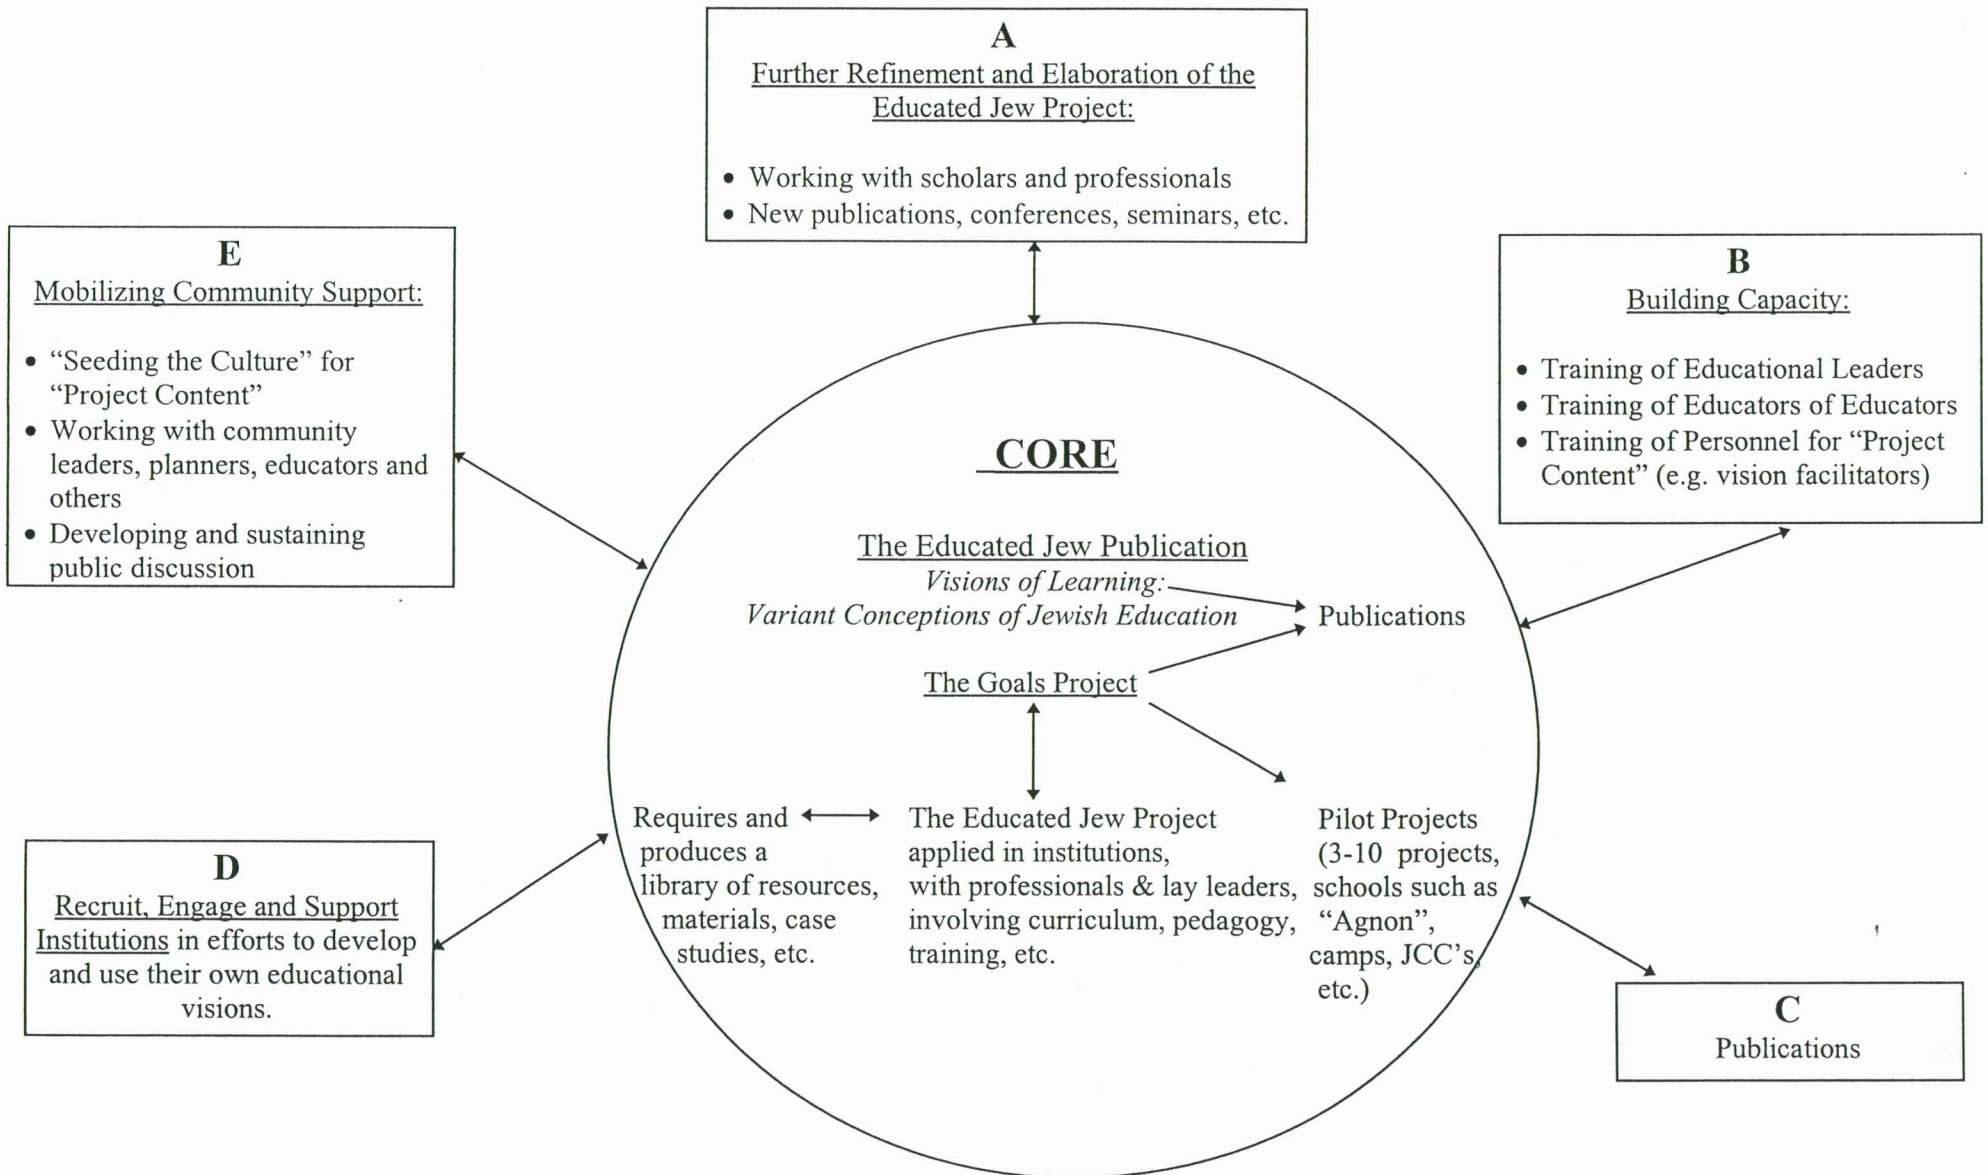 A
Further Refinement and Elaboration of the
Educated Jew Project:
• Working with scholars and professionals
• New publications, conferences, seminars, etc.
E
Mobilizing Community Support:
• “Seeding the Culture” for
“Project Content”
• Working with community
leaders, planners, educators and
others
• Developing and sustaining
public discussion
B
Building Capacity:
• Training of Educational Leaders
• Training of Educators of Educators
• Training of Personnel for “Project
Content” (e.g. vision facilitators)
CORE
The Educated Jew Publication
Visions of Learning:
Variant Conceptions of Jewish Education
Publications
The Goals Project
Requires and
produces a
library of resources,
materials, case
studies, etc.
The Educated Jew Project
applied in institutions,
with professionals & lay leaders,
involving curriculum, pedagogy,
training, etc.
Pilot Projects
(3-10 projects,
schools such as
“Agnon”,
camps, JCC’s,
etc.)
D
Recruit, Engage and Support
Institutions in efforts to develop
and use their own educational
visions.
C
Publications